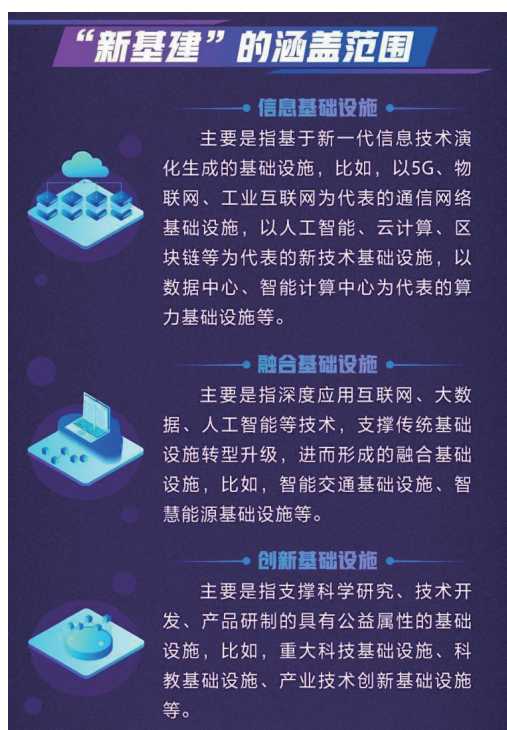 “新基建”的涵盖范围
信息基础设施
主要是指基于新一代信息技术演
化生成的基础设施，比如，以5G、物
联网、工业互联网为代表的通信网络
基础设施，以人工智能、云计算、区
块链等为代表的新技术基础设施，以
数据中心、智能计算中心为代表的算
力基础设施等。
融合基础设施
主要是指深度应用互联网、大数
据、人工智能等技术，支撑传统基础
设施转型升级，进而形成的融合基础
设施，比如，智能交通基础设施、智
慧能源基础设施等。
创新基础设施
主要是指支撑科学研究、技术开
发、产品研制的具有公益属性的基础
设施，比如，重大科技基础设施、科
教基础设施、产业技术创新基础设施
等。